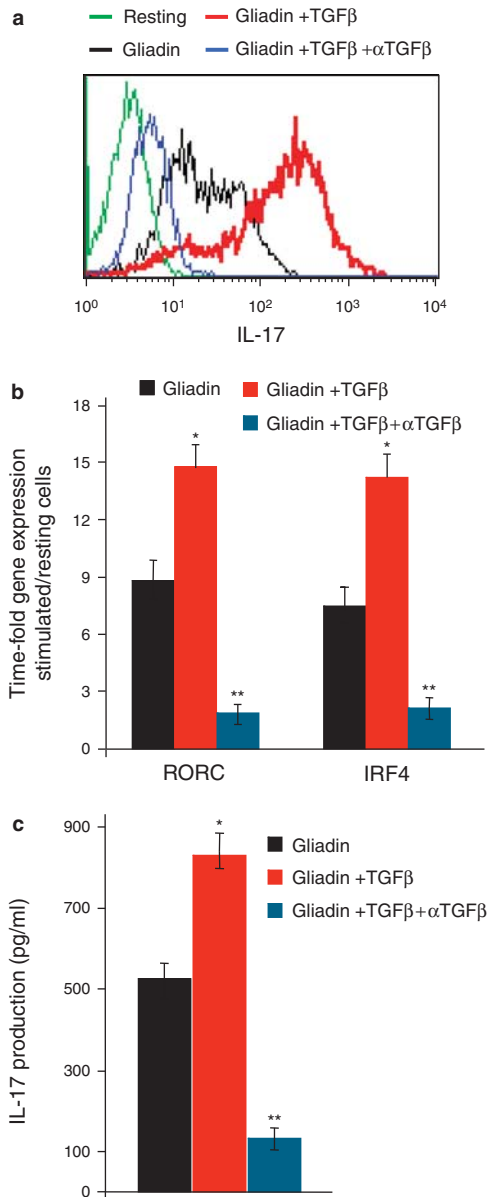 a
Resting
Gliadin +TGFβ
Gliadin
Gliadin +TGFβ +αTGFβ
10⁰ 10¹ 10² 10³ 10⁴
IL-17
b
Gliadin
Gliadin +TGFβ
Gliadin +TGFβ+αTGFβ
Time-fold gene expression
stimulated/resting cells
18
15
12
9
6
3
0
*
**
*
**
RORC
IRF4
c
Gliadin
Gliadin +TGFβ
Gliadin +TGFβ+αTGFβ
IL-17 production (pg/ml)
900
700
500
300
100
0
*
**